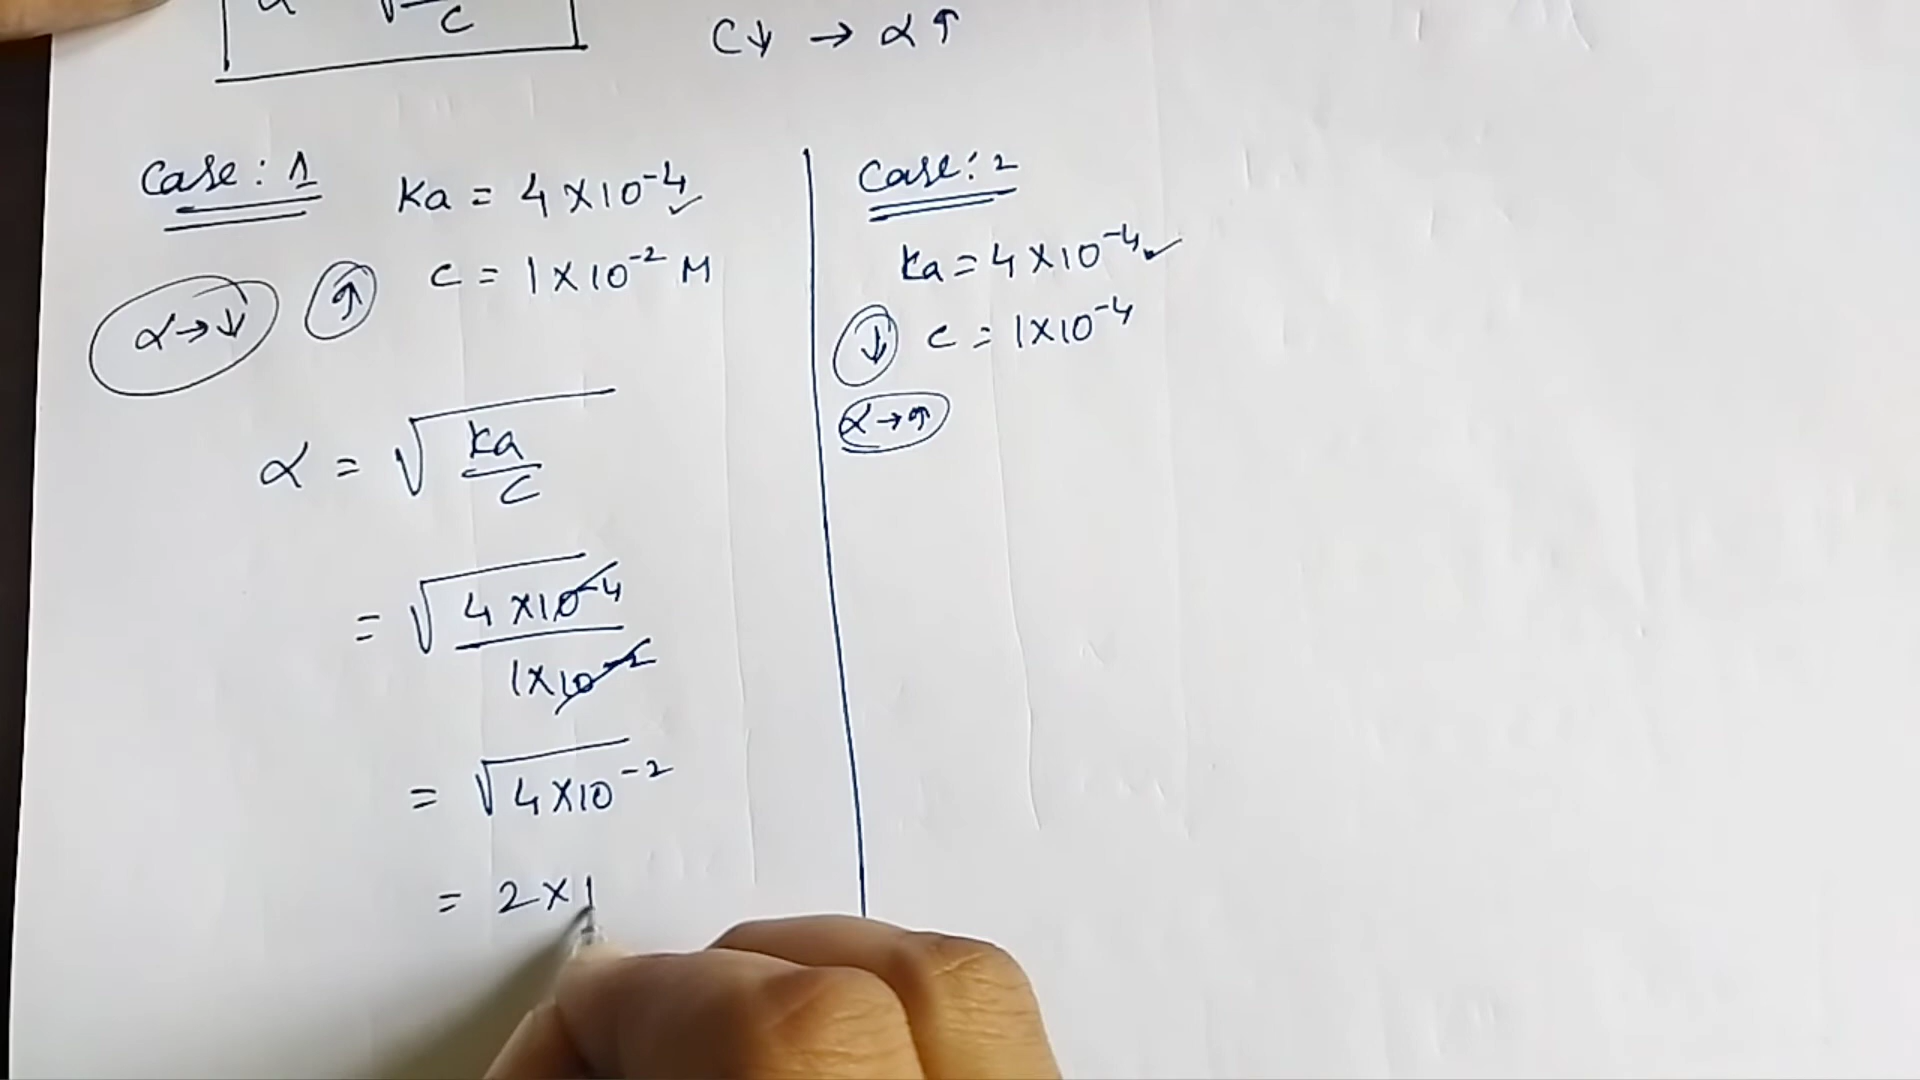 α √ / C
C↓ → α↑
Case: 1
Ka = 4 × 10⁻⁴ ✓
C = 1 × 10⁻² M
α → ↓ ↑
α = √(Ka / C)
= √(4 × 10⁻⁴ / 1 × 10⁻²)
= √(4 × 10⁻²)
= 2 × 1
Case: 2
Ka = 4 × 10⁻⁴ ✓
↓ C = 1 × 10⁻⁴
α → ↑